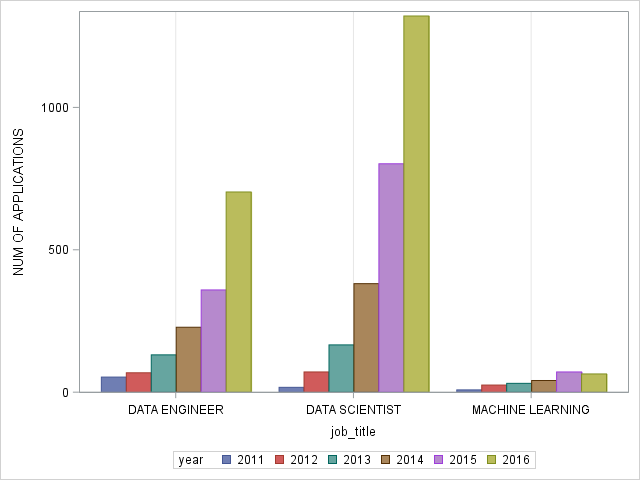 NUM OF APPLICATIONS
1000
500
0
DATA ENGINEER DATA SCIENTIST MACHINE LEARNING
job_title
year 2011 2012 2013 2014 2015 2016